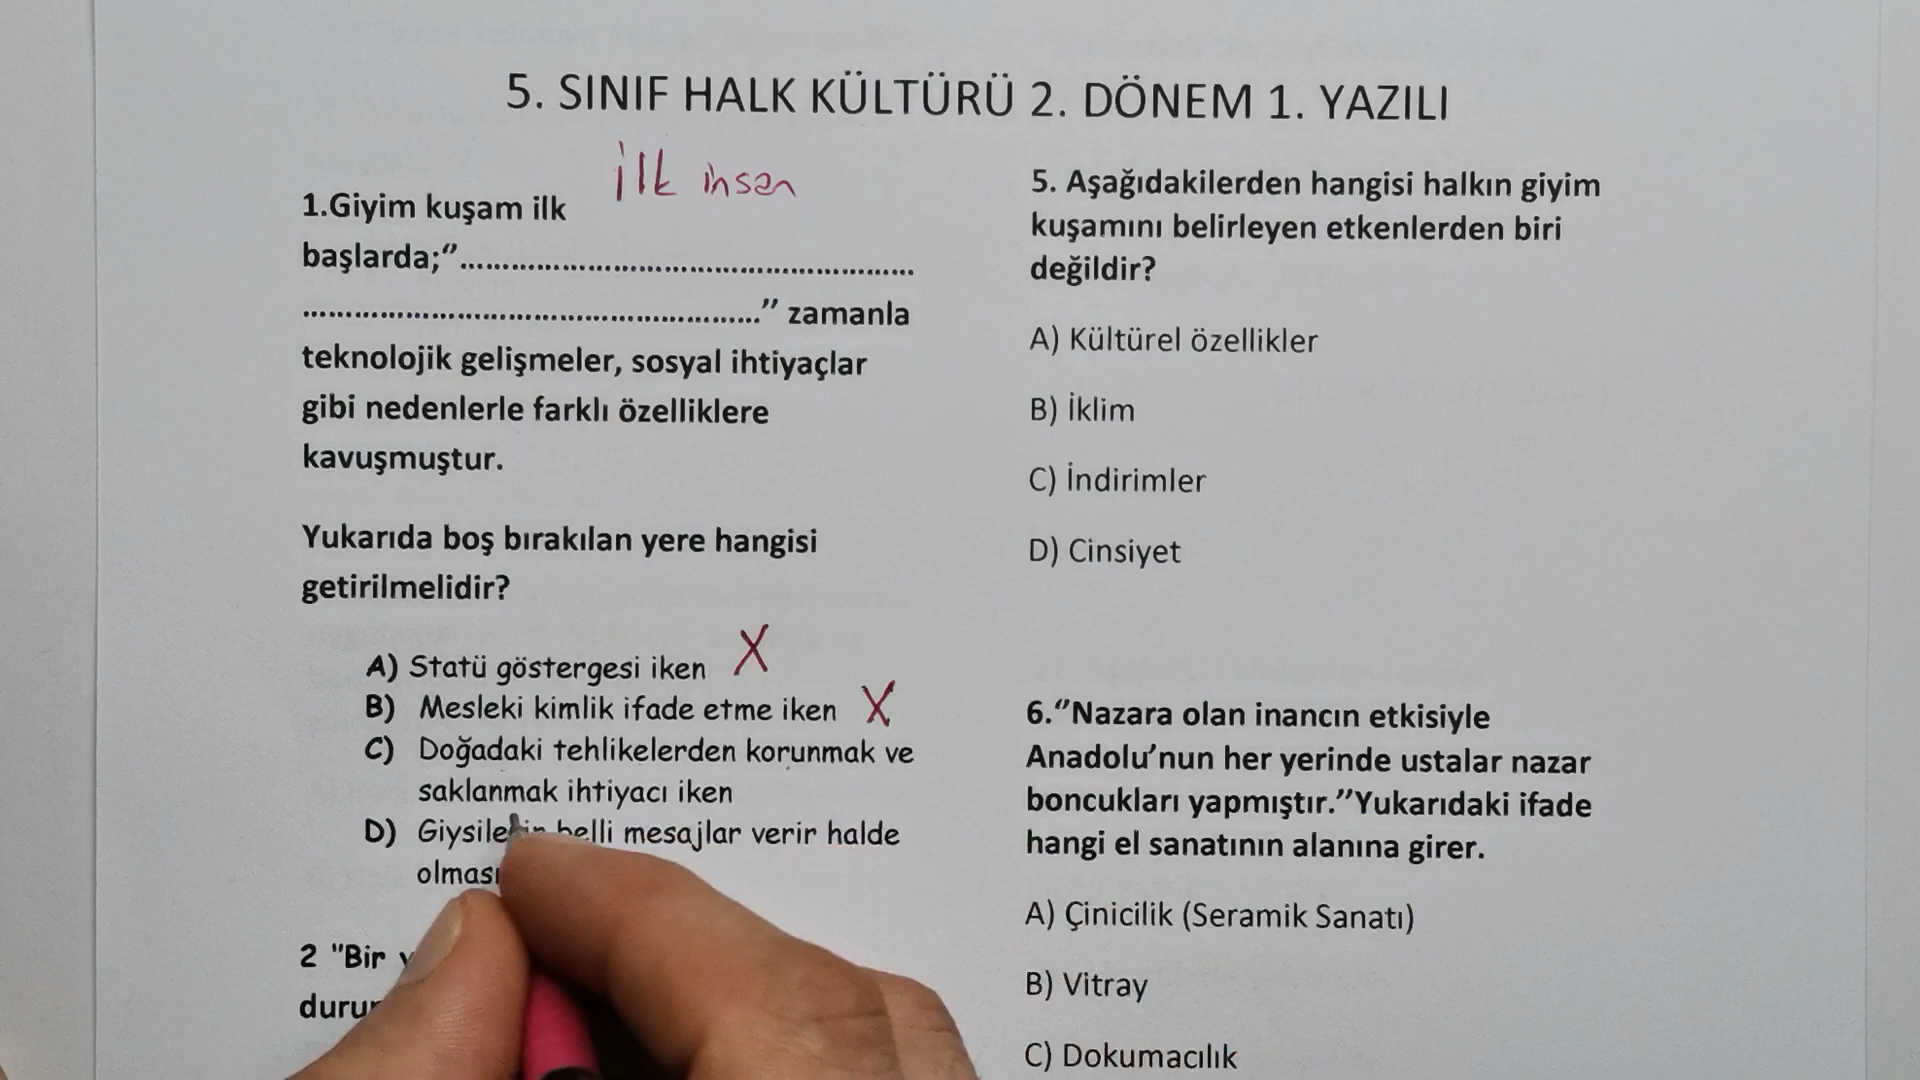 5. SINIF HALK KÜLTÜRÜ 2. DÖNEM 1. YAZILI
ilk insan
1.Giyim kuşam ilk
başlarda;“.....................................................
.....................................................” zamanla
teknolojik gelişmeler, sosyal ihtiyaçlar
gibi nedenlerle farklı özelliklere
kavuşmuştur.
Yukarıda boş bırakılan yere hangisi
getirilmelidir?
A) Statü göstergesi iken X
B) Mesleki kimlik ifade etme iken X
C) Doğadaki tehlikelerden korunmak ve
saklanmak ihtiyacı iken
D) belli mesajlar verir halde
olması
2 "Bir
5. Aşağıdakilerden hangisi halkın giyim
kuşamını belirleyen etkenlerden biri
değildir?
A) Kültürel özellikler
B) İklim
C) İndirimler
D) Cinsiyet
6.“Nazara olan inancın etkisiyle
Anadolu’nun her yerinde ustalar nazar
boncukları yapmıştır.”Yukarıdaki ifade
hangi el sanatının alanına girer.
A) Çinicilik (Seramik Sanatı)
B) Vitray
C) Dokumacılık